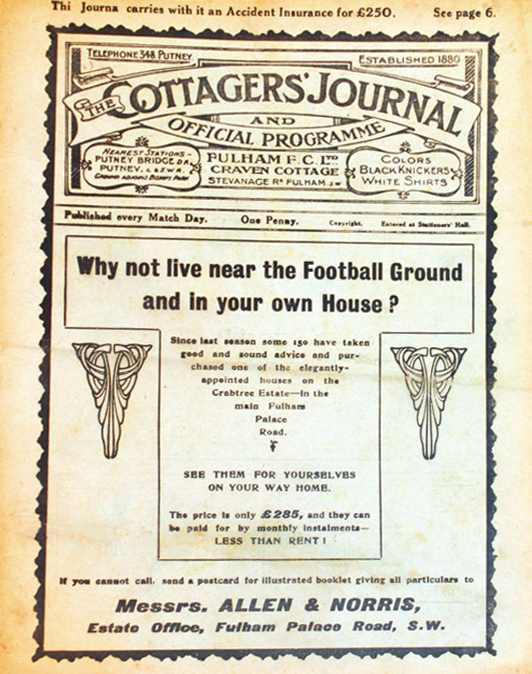 Thi Journa carries with it an Accident Insurance for £250. See page 6.
TELEPHONE 348 PUTNEY.
ESTABLISHED 1880
THE COTTAGERS' JOURNAL
AND
OFFICIAL PROGRAMME
NEAREST STATIONS -
PUTNEY BRIDGE D.R.
PUTNEY, L & S.W.R.
GROUND ADJOINS BISHOPS PARK
FULHAM F.C. LTD
CRAVEN COTTAGE
STEVENAGE RD FULHAM, S.W
COLORS
BLACK KNICKERS
WHITE SHIRTS
Published every Match Day. One Penny. Copyright. Entered at Stationers' Hall.
Why not live near the Football Ground
and in your own House ?
Since last season some 150 have taken
good and sound advice and pur-
chased one of the elegantly-
appointed houses on the
Crabtree Estate—in the
main Fulham
Palace
Road.
SEE THEM FOR YOURSELVES
ON YOUR WAY HOME.
The price is only £285, and they can
be paid for by monthly instalments—
LESS THAN RENT !
If you cannot call, send a postcard for illustrated booklet giving all particulars to
Messrs. ALLEN & NORRIS,
Estate Office, Fulham Palace Road, S.W.